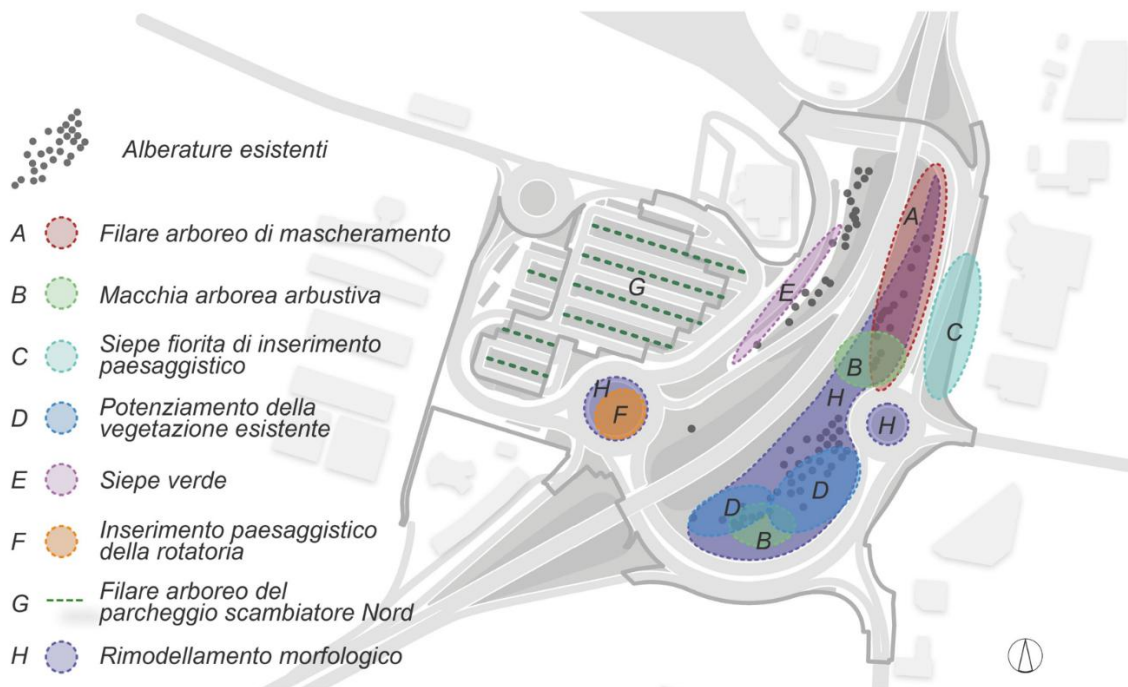 Alberature esistenti
A Filare arboreo di mascheramento
B Macchia arborea arbustiva
C Siepe fiorita di inserimento
paesaggistico
D Potenziamento della
vegetazione esistente
E Siepe verde
F Inserimento paesaggistico
della rotatoria
G Filare arboreo del
parcheggio scambiatore Nord
H Rimodellamento morfologico
A
G
E
C
B
H
H
F
H
D
D
B